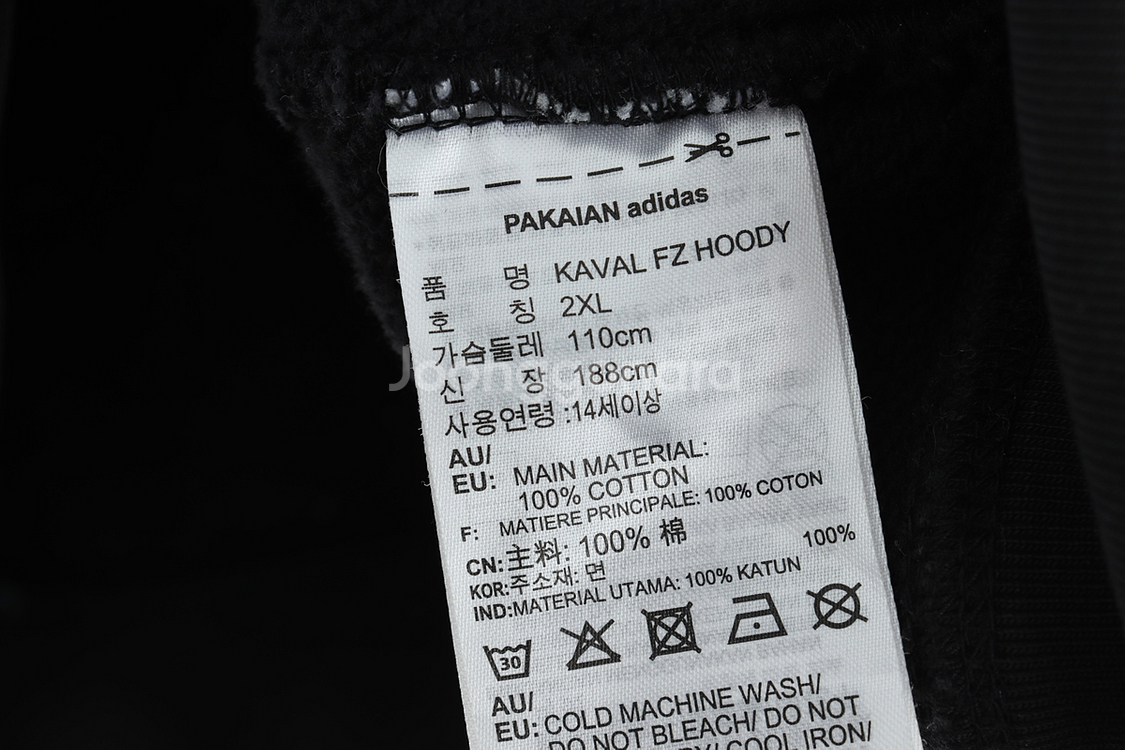 PAKAIAN adidas
품 명 KAVAL FZ HOODY
호 칭 2XL
가슴둘레 110cm
신 장 188cm
사용연령 :14세이상
AU/
EU: MAIN MATERIAL:
100% COTTON
F: MATIERE PRINCIPALE: 100% COTON
CN:主料: 100% 棉
KOR:주소재: 면 100%
IND:MATERIAL UTAMA: 100% KATUN
30
AU/
EU: COLD MACHINE WASH/
DO NOT BLEACH/ DO NOT
COOL IRON/
Joonggonara